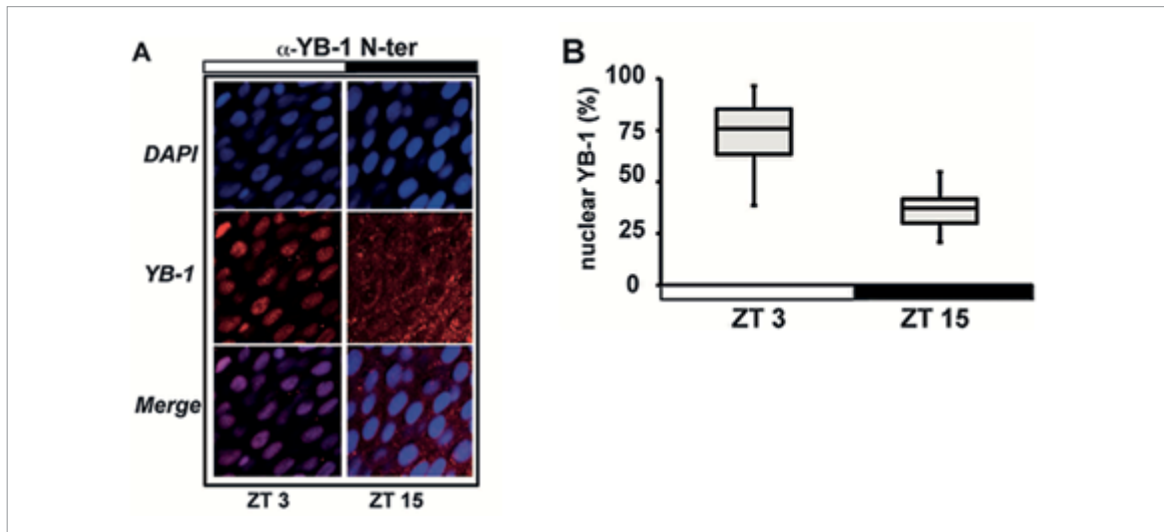 A
α-YB-1 N-ter
DAPI
YB-1
Merge
ZT 3 ZT 15
B
nuclear YB-1 (%)
100
75
50
25
0
ZT 3 ZT 15